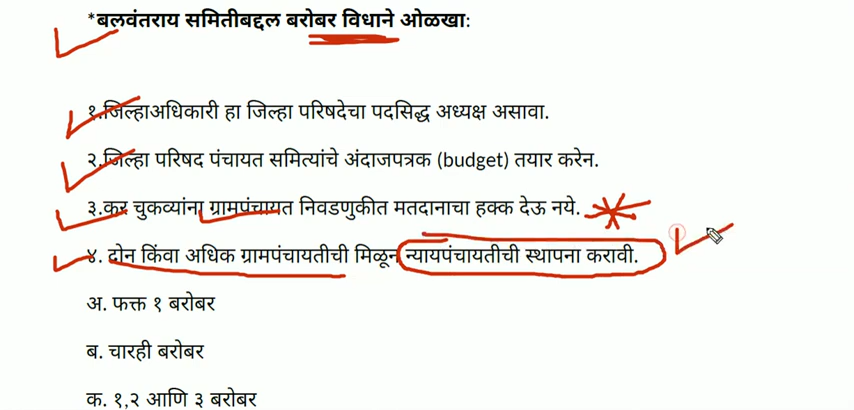 *बलवंतराय समितीबद्दल बरोबर विधाने ओळखा:
१.जिल्हाअधिकारी हा जिल्हा परिषदेचा पदसिद्ध अध्यक्ष असावा.
२.जिल्हा परिषद पंचायत समित्यांचे अंदाजपत्रक (budget) तयार करेन.
३.कर चुकव्यांना ग्रामपंचायत निवडणुकीत मतदानाचा हक्क देऊ नये.
४. दोन किंवा अधिक ग्रामपंचायतीची मिळून न्यायपंचायतीची स्थापना करावी.
अ. फक्त १ बरोबर
ब. चारही बरोबर
क. १,२ आणि ३ बरोबर